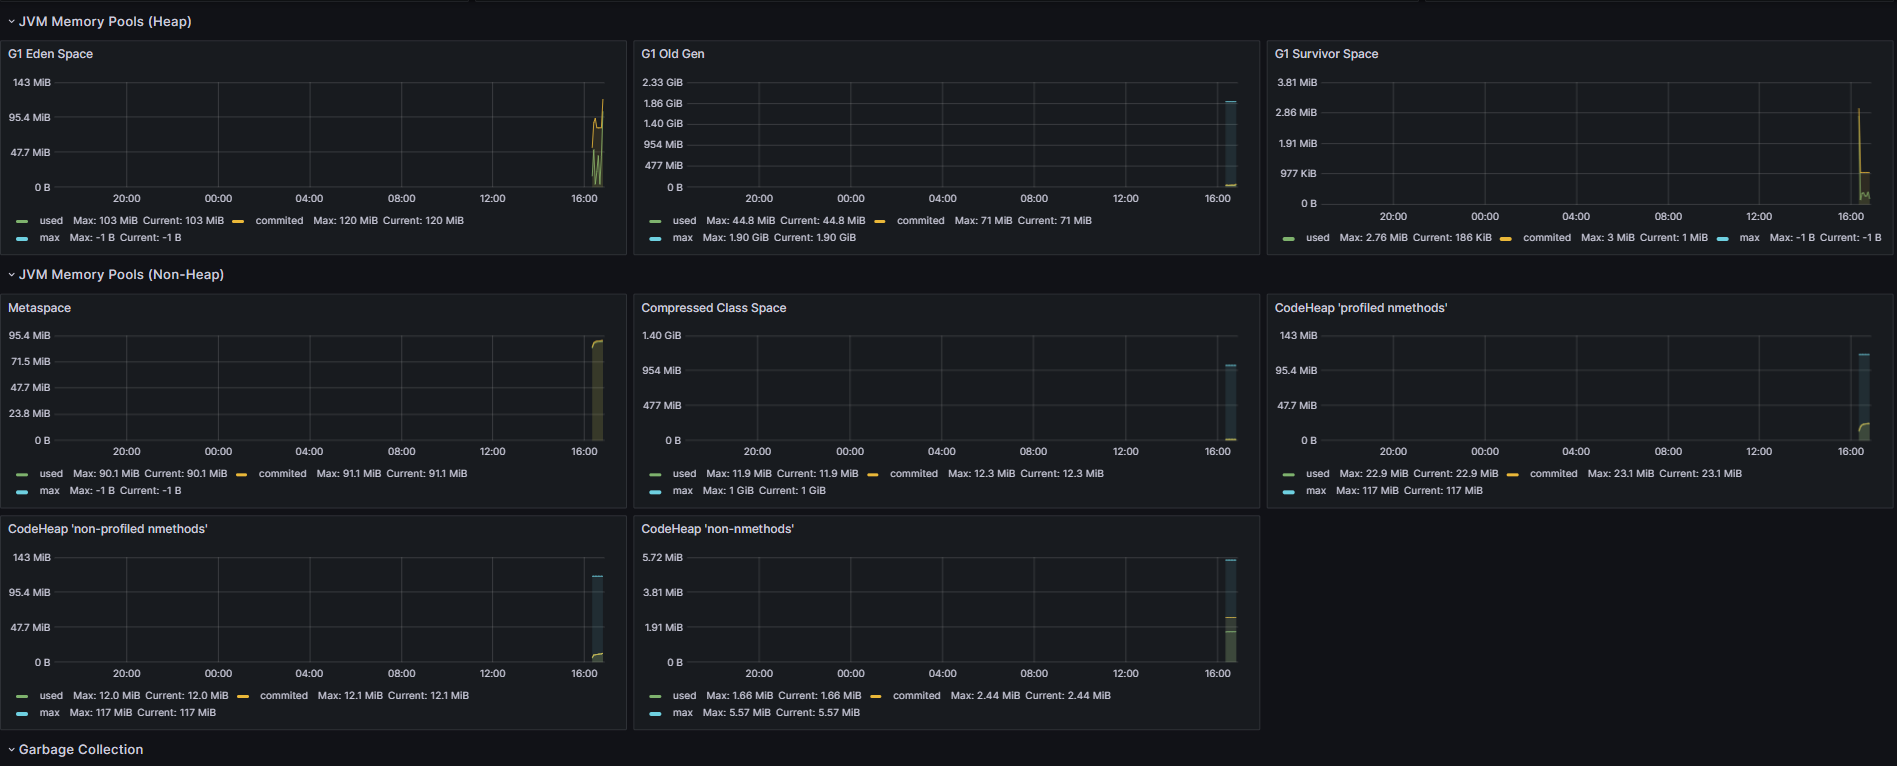 JVM Memory Pools (Heap)
G1 Eden Space
143 MiB
95.4 MiB
47.7 MiB
0 B
20:00 00:00 04:00 08:00 12:00 16:00
used Max: 103 MiB Current: 103 MiB commited Max: 120 MiB Current: 120 MiB
max Max: -1 B Current: -1 B
G1 Old Gen
2.33 GiB
1.86 GiB
1.40 GiB
954 MiB
477 MiB
0 B
20:00 00:00 04:00 08:00 12:00 16:00
used Max: 44.8 MiB Current: 44.8 MiB commited Max: 71 MiB Current: 71 MiB
max Max: 1.90 GiB Current: 1.90 GiB
G1 Survivor Space
3.81 MiB
2.86 MiB
1.91 MiB
977 KiB
0 B
20:00 00:00 04:00 08:00 12:00 16:00
used Max: 2.76 MiB Current: 186 KiB commited Max: 3 MiB Current: 1 MiB max Max: -1 B Current: -1 B
JVM Memory Pools (Non-Heap)
Metaspace
95.4 MiB
71.5 MiB
47.7 MiB
23.8 MiB
0 B
20:00 00:00 04:00 08:00 12:00 16:00
used Max: 90.1 MiB Current: 90.1 MiB commited Max: 91.1 MiB Current: 91.1 MiB
max Max: -1 B Current: -1 B
Compressed Class Space
1.40 GiB
954 MiB
477 MiB
0 B
20:00 00:00 04:00 08:00 12:00 16:00
used Max: 11.9 MiB Current: 11.9 MiB commited Max: 12.3 MiB Current: 12.3 MiB
max Max: 1 GiB Current: 1 GiB
CodeHeap 'profiled nmethods'
143 MiB
95.4 MiB
47.7 MiB
0 B
20:00 00:00 04:00 08:00 12:00 16:00
used Max: 22.9 MiB Current: 22.9 MiB commited Max: 23.1 MiB Current: 23.1 MiB
max Max: 117 MiB Current: 117 MiB
CodeHeap 'non-profiled nmethods'
143 MiB
95.4 MiB
47.7 MiB
0 B
20:00 00:00 04:00 08:00 12:00 16:00
used Max: 12.0 MiB Current: 12.0 MiB commited Max: 12.1 MiB Current: 12.1 MiB
max Max: 117 MiB Current: 117 MiB
CodeHeap 'non-nmethods'
5.72 MiB
3.81 MiB
1.91 MiB
0 B
20:00 00:00 04:00 08:00 12:00 16:00
used Max: 1.66 MiB Current: 1.66 MiB commited Max: 2.44 MiB Current: 2.44 MiB
max Max: 5.57 MiB Current: 5.57 MiB
Garbage Collection